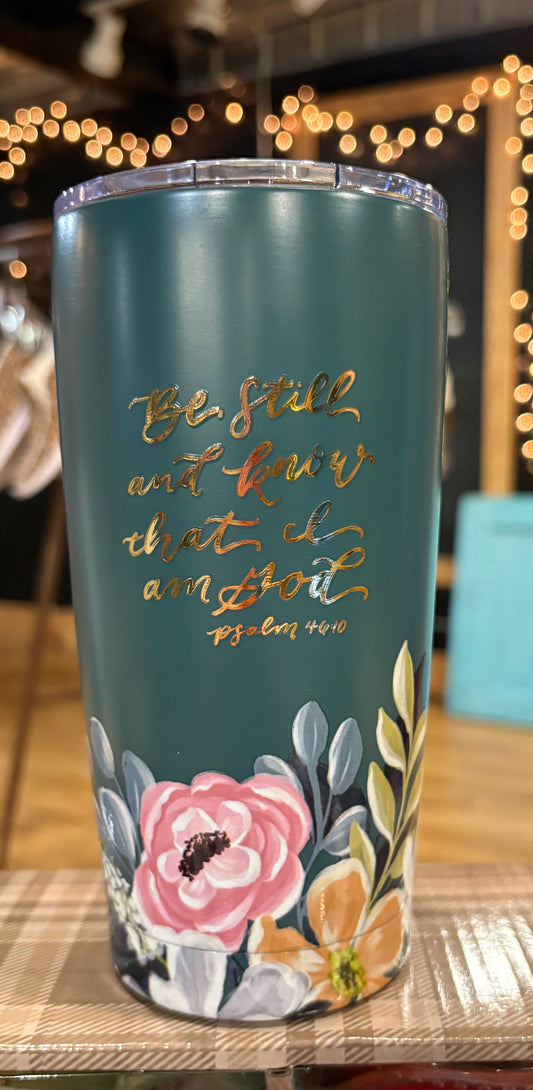 Be Still
and know
that I
am God
psalm 46:10